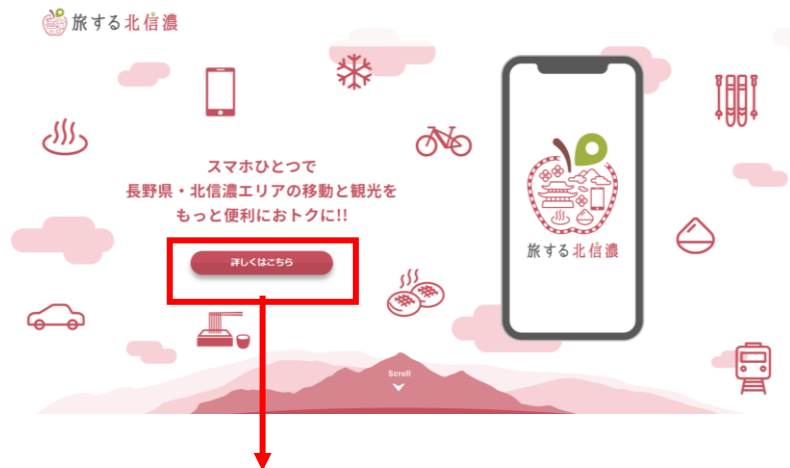 旅する北信濃
スマホひとつで
長野県・北信濃エリアの移動と観光を
もっと便利におトクに!!
詳しくはこちら
旅する北信濃
Scroll